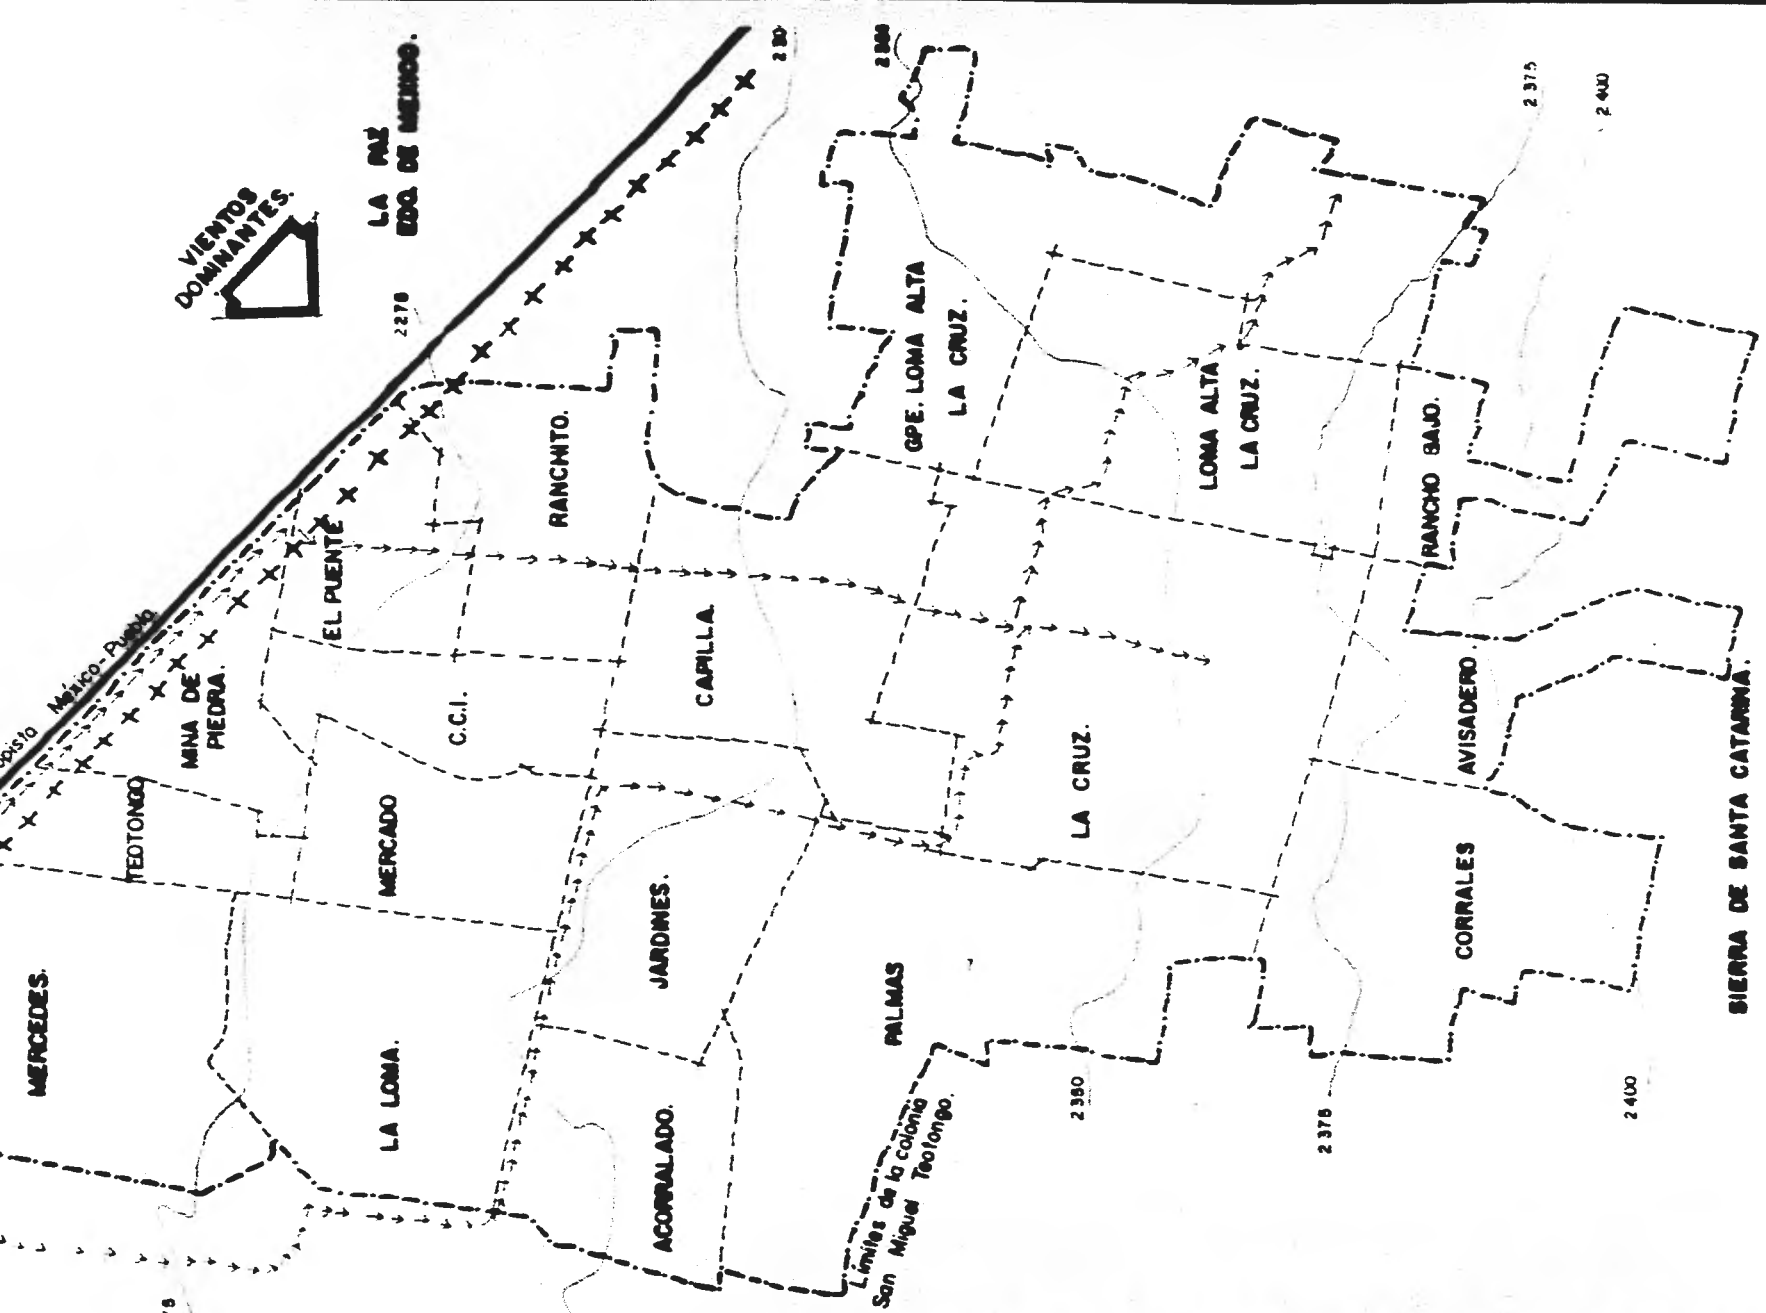 VIENTOS
DOMINANTES.
LA PAZ
EDO. DE MEXICO.
2278
México-Puebla.
MINA DE
PIEDRA.
TEOTONGO
EL PUENTE
RANCHITO.
C.C.I.
MERCADO
CAPILLA.
MERCEDES.
LA LOMA.
JARDINES.
ACORRALADO.
PALMAS
GPE. LOMA ALTA
LA CRUZ.
LOMA ALTA
LA CRUZ.
LA CRUZ.
RANCHO BAJO.
AVISADERO.
CORRALES
2 375
2 400
2 350
2 375
2 400
Límites de la colonia
San Miguel Teotongo.
SIERRA DE SANTA CATARINA.